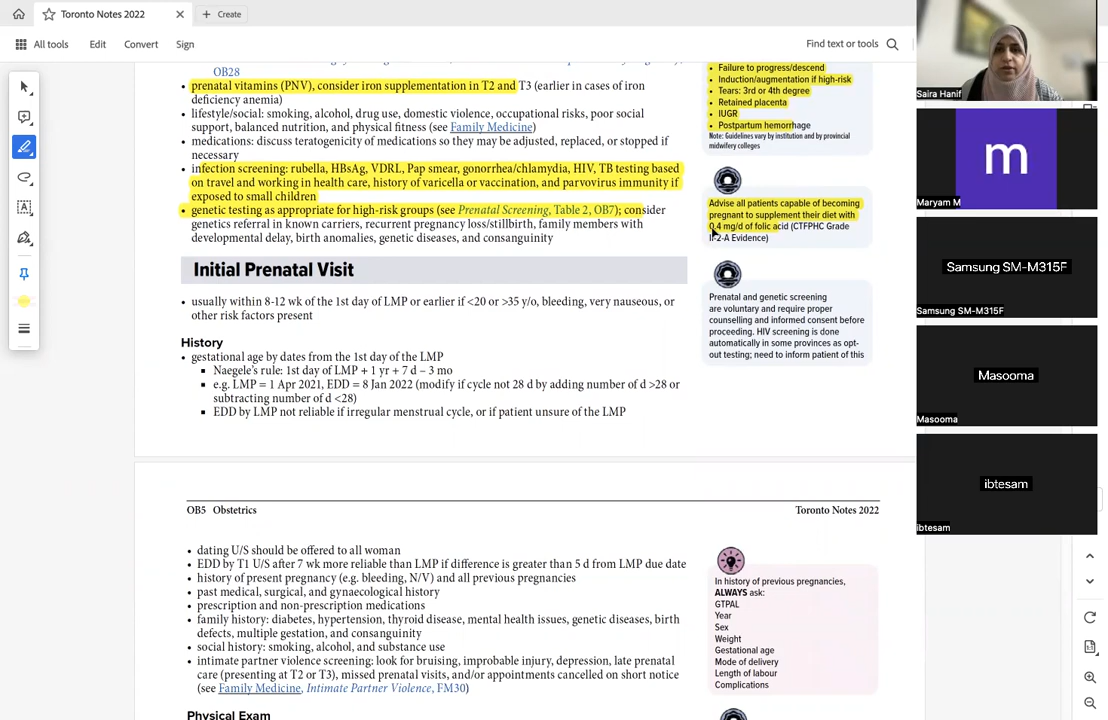 Toronto Notes 2022
Create
All tools
Edit
Convert
Sign
Find text or tools
OB28
prenatal vitamins (PNV), consider iron supplementation in T2 and T3 (earlier in cases of iron
deficiency anemia)
• lifestyle/social: smoking, alcohol, drug use, domestic violence, occupational risks, poor social
support, balanced nutrition, and physical fitness (see Family Medicine)
• medications: discuss teratogenicity of medications so they may be adjusted, replaced, or stopped if
necessary
• infection screening: rubella, HBsAg, VDRL, Pap smear, gonorrhea/chlamydia, HIV, TB testing based
on travel and working in health care, history of varicella or vaccination, and parvovirus immunity if
exposed to small children
• genetic testing as appropriate for high-risk groups (see Prenatal Screening, Table 2, OB7); consider
genetics referral in known carriers, recurrent pregnancy loss/stillbirth, family members with
developmental delay, birth anomalies, genetic diseases, and consanguinity
Initial Prenatal Visit
• usually within 8-12 wk of the 1st day of LMP or earlier if <20 or >35 y/o, bleeding, very nauseous, or
other risk factors present
History
• gestational age by dates from the 1st day of the LMP
▪ Naegele's rule: 1st day of LMP + 1 yr + 7 d – 3 mo
▪ e.g. LMP = 1 Apr 2021, EDD = 8 Jan 2022 (modify if cycle not 28 d by adding number of d >28 or
subtracting number of d <28)
▪ EDD by LMP not reliable if irregular menstrual cycle, or if patient unsure of the LMP
• Failure to progress/descend
• Induction/augmentation if high-risk
• Tears: 3rd or 4th degree
• Retained placenta
• IUGR
• Postpartum hemorrhage
Note: Guidelines vary by institution and by provincial
midwifery colleges
Advise all patients capable of becoming
pregnant to supplement their diet with
0.4 mg/d of folic acid (CTFPHC Grade
II-2-A Evidence)
Prenatal and genetic screening
are voluntary and require proper
counselling and informed consent before
proceeding. HIV screening is done
automatically in some provinces as opt-
out testing; need to inform patient of this
OB5 Obstetrics
Toronto Notes 2022
• dating U/S should be offered to all woman
• EDD by T1 U/S after 7 wk more reliable than LMP if difference is greater than 5 d from LMP due date
• history of present pregnancy (e.g. bleeding, N/V) and all previous pregnancies
• past medical, surgical, and gynaecological history
• prescription and non-prescription medications
• family history: diabetes, hypertension, thyroid disease, mental health issues, genetic diseases, birth
defects, multiple gestation, and consanguinity
• social history: smoking, alcohol, and substance use
• intimate partner violence screening: look for bruising, improbable injury, depression, late prenatal
care (presenting at T2 or T3), missed prenatal visits, and/or appointments cancelled on short notice
(see Family Medicine, Intimate Partner Violence, FM30)
Physical Exam
In history of previous pregnancies,
ALWAYS ask:
GTPAL
Year
Sex
Weight
Gestational age
Mode of delivery
Length of labour
Complications
Saira Hanif
m
Maryam M
Samsung SM-M315F
Samsung SM-M315F
Masooma
Masooma
ibtesam
ibtesam